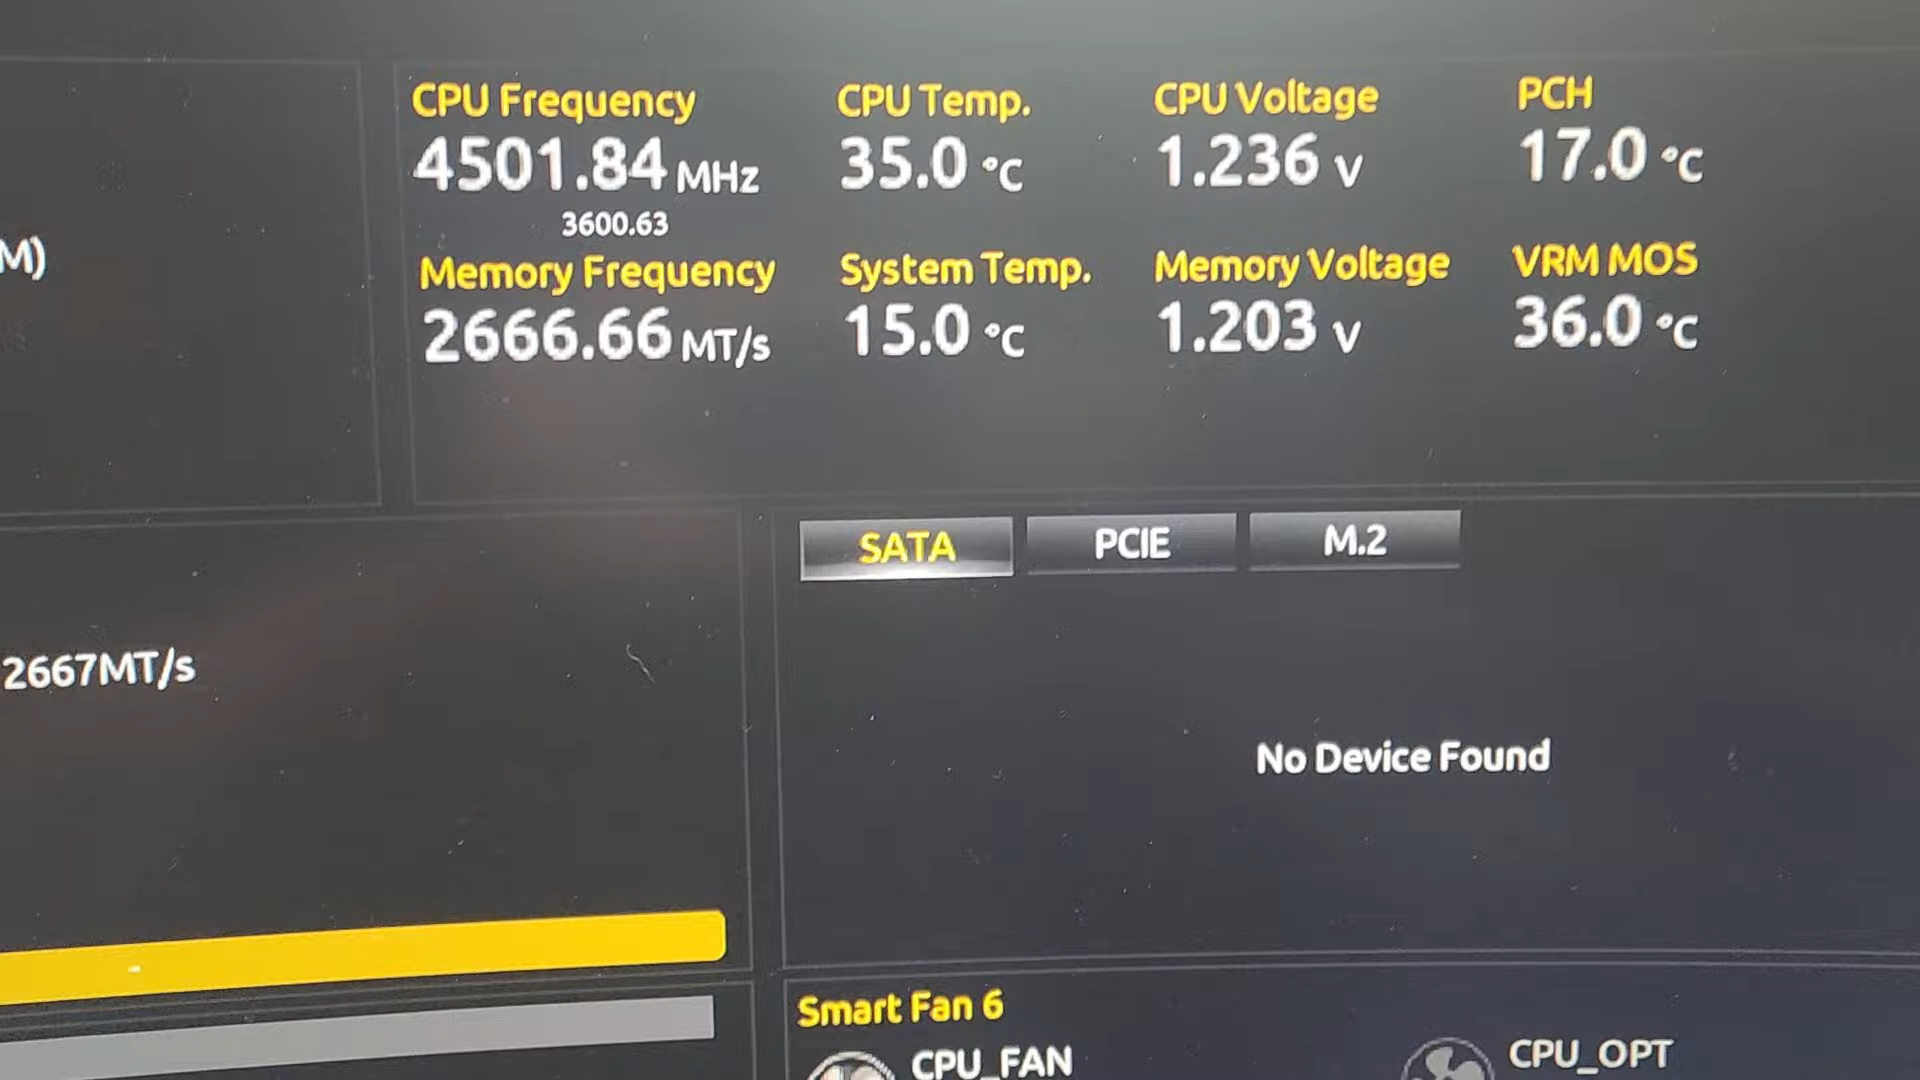 CPU Frequency
4501.84 MHz
3600.63
CPU Temp.
35.0 °C
CPU Voltage
1.236 V
PCH
17.0 °C
Memory Frequency
2666.66 MT/s
System Temp.
15.0 °C
Memory Voltage
1.203 V
VRM MOS
36.0 °C
M)
2667MT/s
SATA
PCIE
M.2
No Device Found
Smart Fan 6
CPU_FAN
CPU_OPT